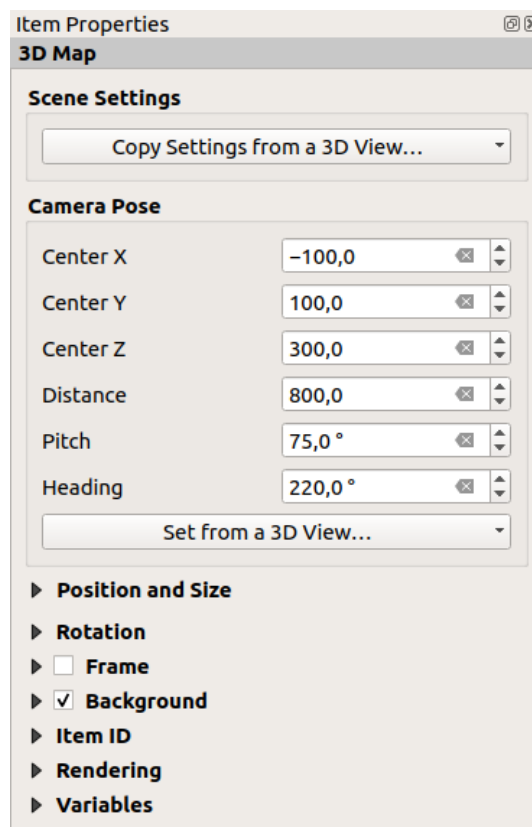 Item Properties
3D Map
Scene Settings
Copy Settings from a 3D View…
Camera Pose
Center X −100,0
Center Y 100,0
Center Z 300,0
Distance 800,0
Pitch 75,0 °
Heading 220,0 °
Set from a 3D View…
Position and Size
Rotation
Frame
Background
Item ID
Rendering
Variables